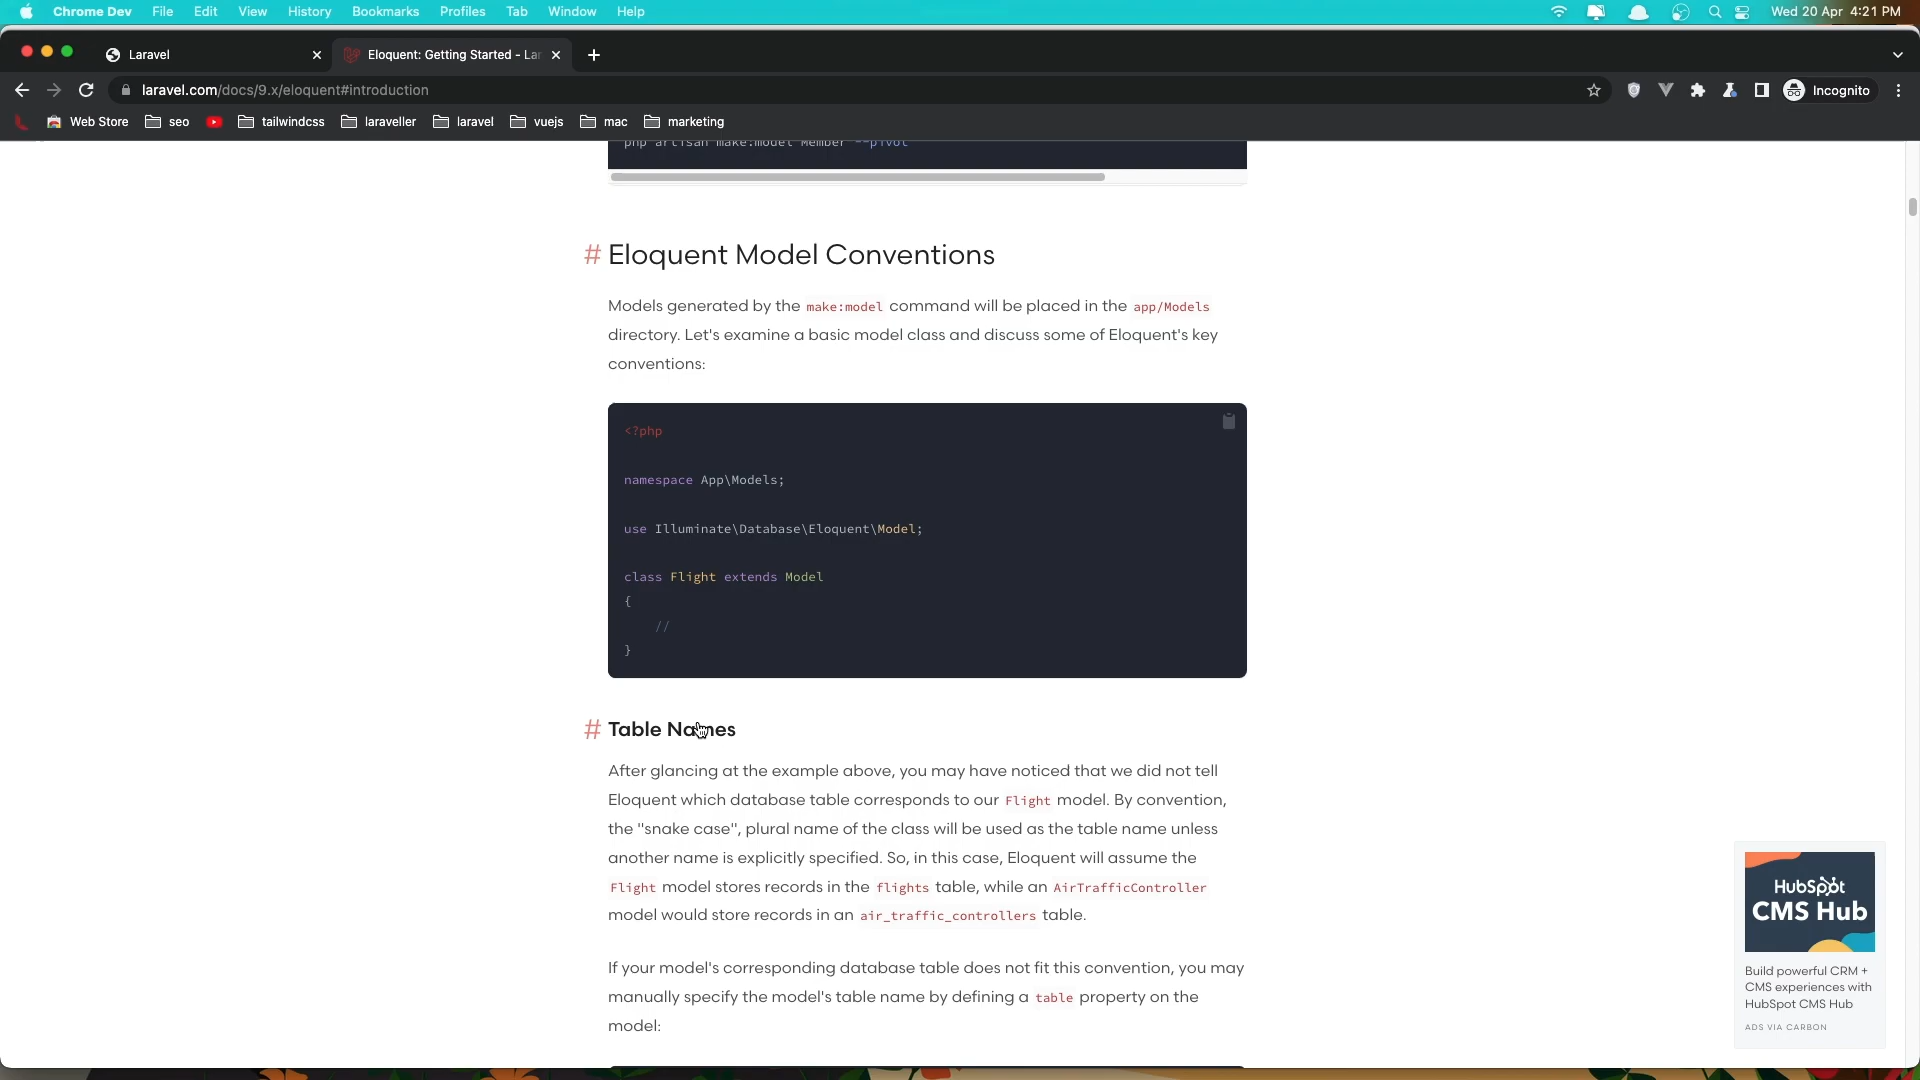 Chrome Dev File Edit View History Bookmarks Profiles Tab Window Help Wed 20 Apr 4:21 PM
Laravel Eloquent: Getting Started - Lar
laravel.com/docs/9.x/eloquent#introduction Incognito
Web Store seo tailwindcss laraveller laravel vuejs mac marketing
php artisan make:model Member --pivot
# Eloquent Model Conventions
Models generated by the make:model command will be placed in the app/Models
directory. Let's examine a basic model class and discuss some of Eloquent's key
conventions:
<?php
namespace App\Models;
use Illuminate\Database\Eloquent\Model;
class Flight extends Model
{
//
}
# Table Names
After glancing at the example above, you may have noticed that we did not tell
Eloquent which database table corresponds to our Flight model. By convention,
the "snake case", plural name of the class will be used as the table name unless
another name is explicitly specified. So, in this case, Eloquent will assume the
Flight model stores records in the flights table, while an AirTrafficController
model would store records in an air_traffic_controllers table.
If your model's corresponding database table does not fit this convention, you may
manually specify the model's table name by defining a table property on the
model:
HubSpot
CMS Hub
Build powerful CRM +
CMS experiences with
HubSpot CMS Hub
ADS VIA CARBON